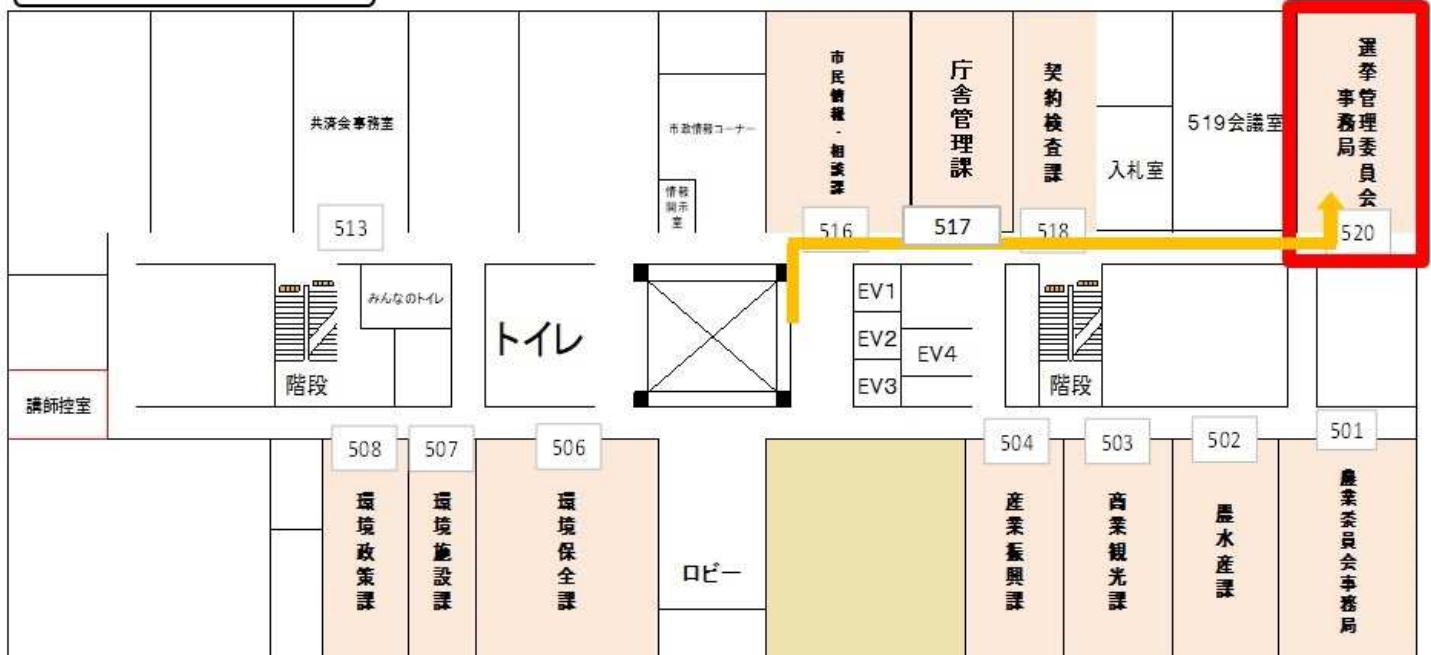 共済会事務室
513
市政情報コーナー
情報
開示
室
市民情報・相談課
516
庁舎管理課
517
契約検査課
518
入札室
519会議室
選挙管理委員会
事務局
520
みんなのトイレ
階段
トイレ
EV1
EV2
EV3
EV4
階段
講師控室
508
環境政策課
507
環境施設課
506
環境保全課
ロビー
504
産業振興課
503
商業観光課
502
農水産課
501
農業委員会事務局